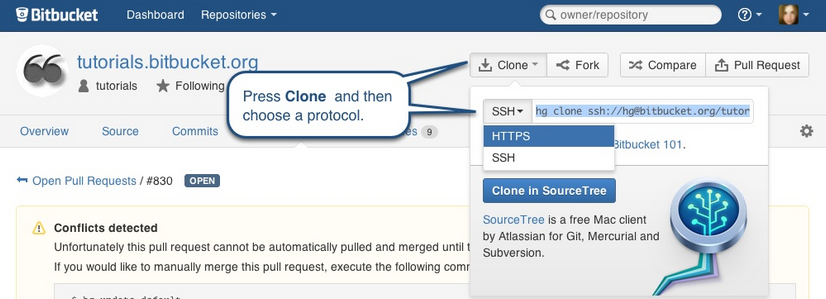 Bitbucket Dashboard Repositories owner/repository
tutorials.bitbucket.org Clone Fork Compare Pull Request
tutorials Following
Press Clone and then
choose a protocol.
SSH hg clone ssh://hg@bitbucket.org/tutor
HTTPS
SSH
Bitbucket 101.
Overview Source Commits es 9
Open Pull Requests / #830 OPEN
Clone in SourceTree
SourceTree is a free Mac client
by Atlassian for Git, Mercurial and
Subversion.
Conflicts detected
Unfortunately this pull request cannot be automatically pulled and merged until t
If you would like to manually merge this pull request, execute the following comm